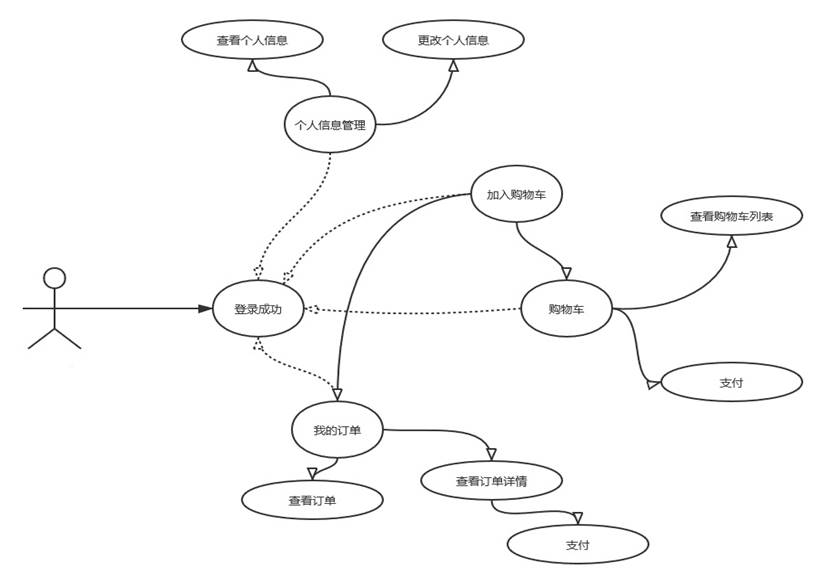 查看个人信息
更改个人信息
个人信息管理
加入购物车
查看购物车列表
登录成功
购物车
支付
我的订单
查看订单详情
查看订单
支付